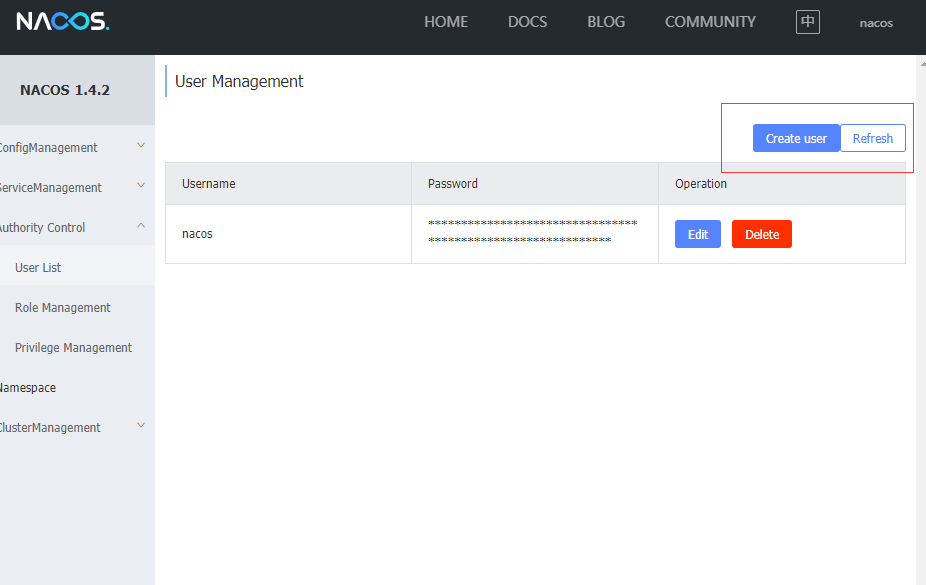 NACOS.
HOME DOCS BLOG COMMUNITY 中 nacos
NACOS 1.4.2
ConfigManagement
ServiceManagement
Authority Control
User List
Role Management
Privilege Management
Namespace
ClusterManagement
User Management
Create user Refresh
Username Password Operation
nacos ******************************** Edit Delete
****************************